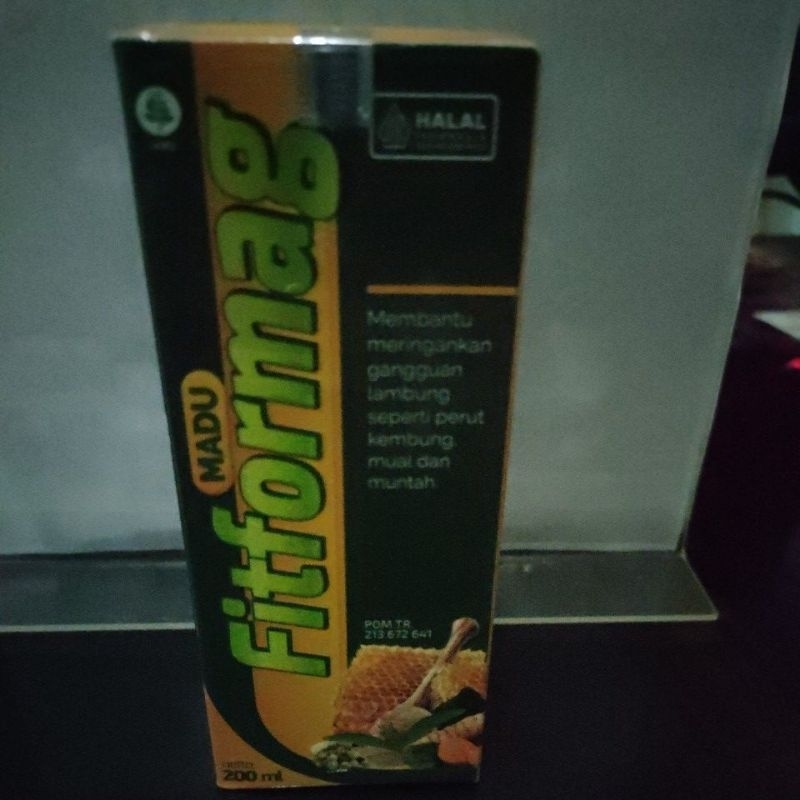 HALAL
MADU
Fitformag
Membantu
meringankan
gangguan
lambung
seperti perut
kembung,
mual dan
muntah
POM TR
213 672 641
netto
200 ml